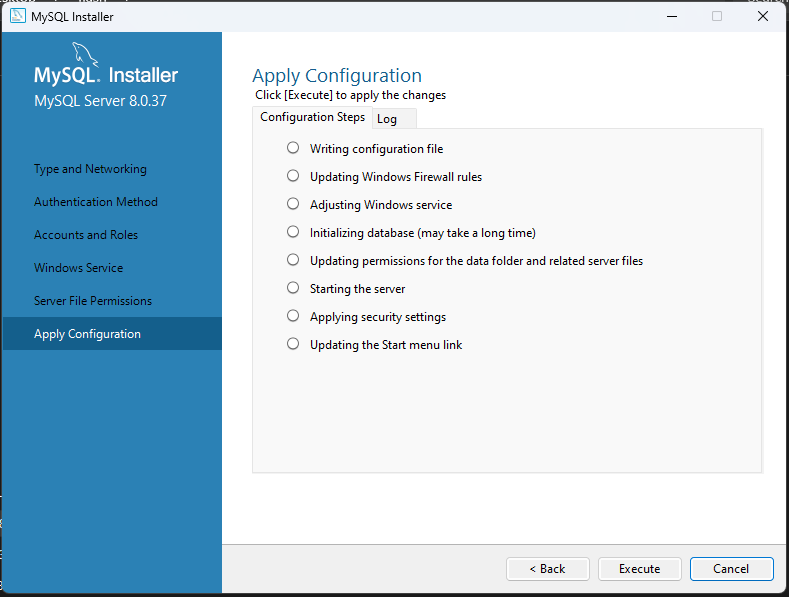 MySQL Installer
MySQL. Installer
MySQL Server 8.0.37
Type and Networking
Authentication Method
Accounts and Roles
Windows Service
Server File Permissions
Apply Configuration
Apply Configuration
Click [Execute] to apply the changes
Configuration Steps
Log
Writing configuration file
Updating Windows Firewall rules
Adjusting Windows service
Initializing database (may take a long time)
Updating permissions for the data folder and related server files
Starting the server
Applying security settings
Updating the Start menu link
< Back
Execute
Cancel